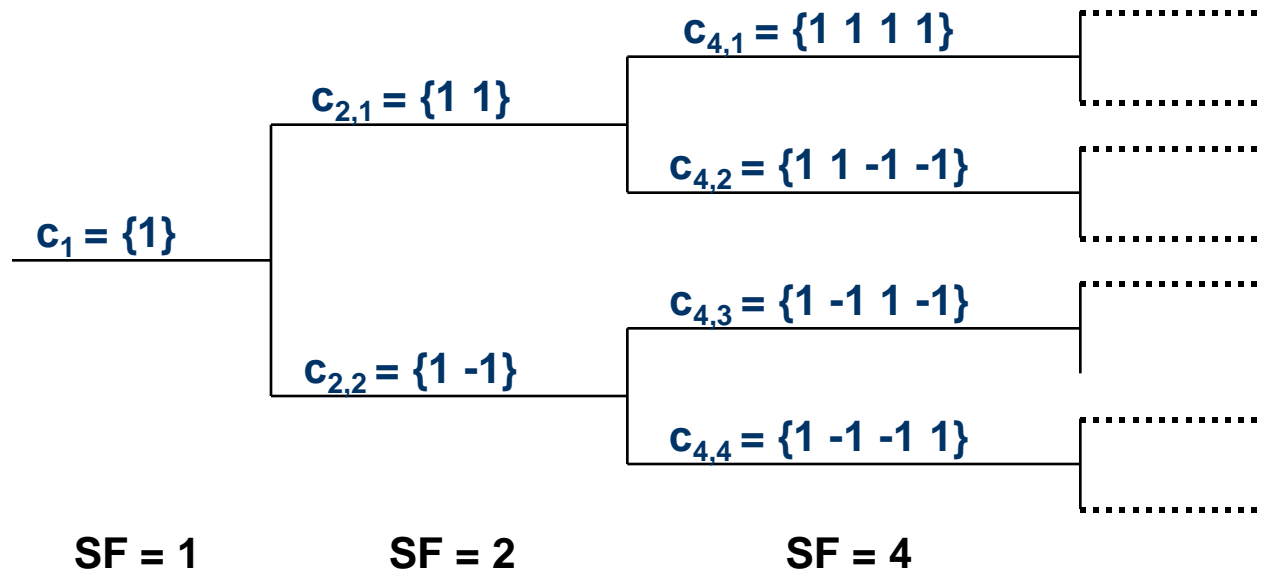 c4,1 = {1 1 1 1}
c2,1 = {1 1}
c4,2 = {1 1 -1 -1}
c1 = {1}
c4,3 = {1 -1 1 -1}
c2,2 = {1 -1}
c4,4 = {1 -1 -1 1}
SF = 1 SF = 2 SF = 4